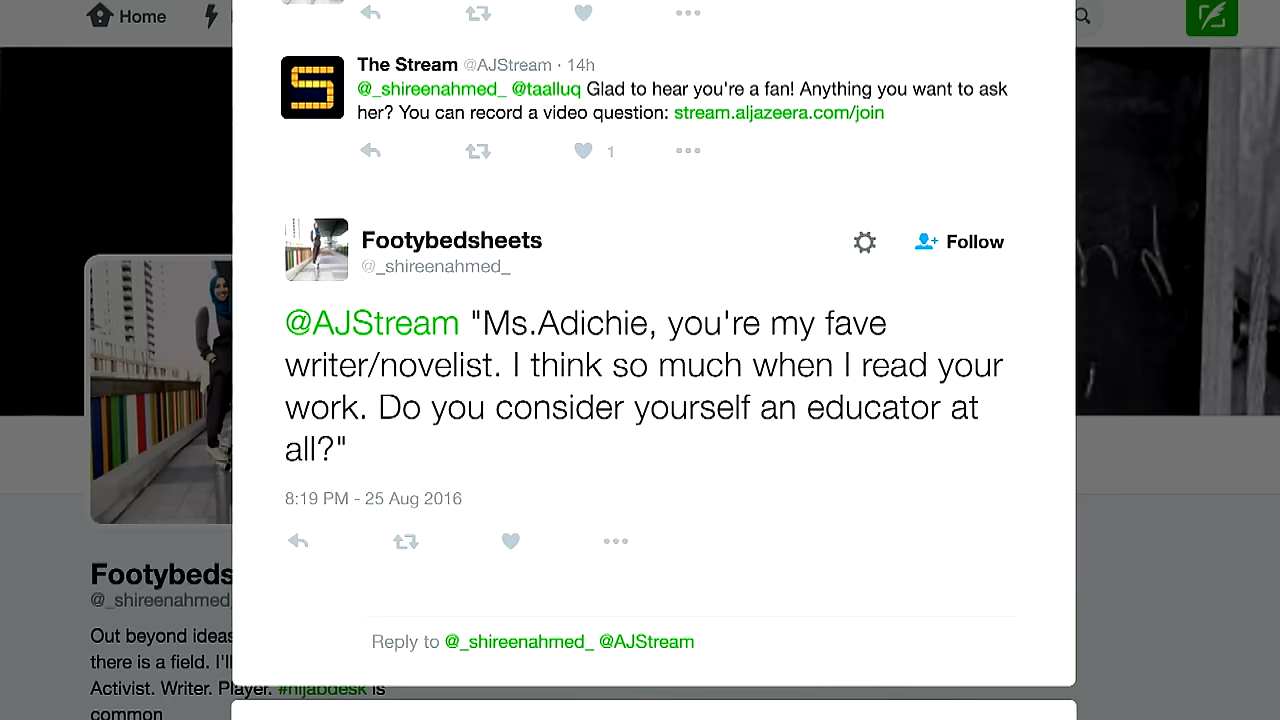 Home
The Stream @AJStream · 14h
@_shireenahmed_ @taalluq Glad to hear you're a fan! Anything you want to ask
her? You can record a video question: stream.aljazeera.com/join
1
Footybedsheets
@_shireenahmed_
Follow
@AJStream "Ms.Adichie, you're my fave
writer/novelist. I think so much when I read your
work. Do you consider yourself an educator at
all?"
8:19 PM - 25 Aug 2016
Reply to @_shireenahmed_ @AJStream
Footybeds
@_shireenahmed_
Out beyond ideas
there is a field. I'll
Activist. Writer. Player. #hijabdesk is
common